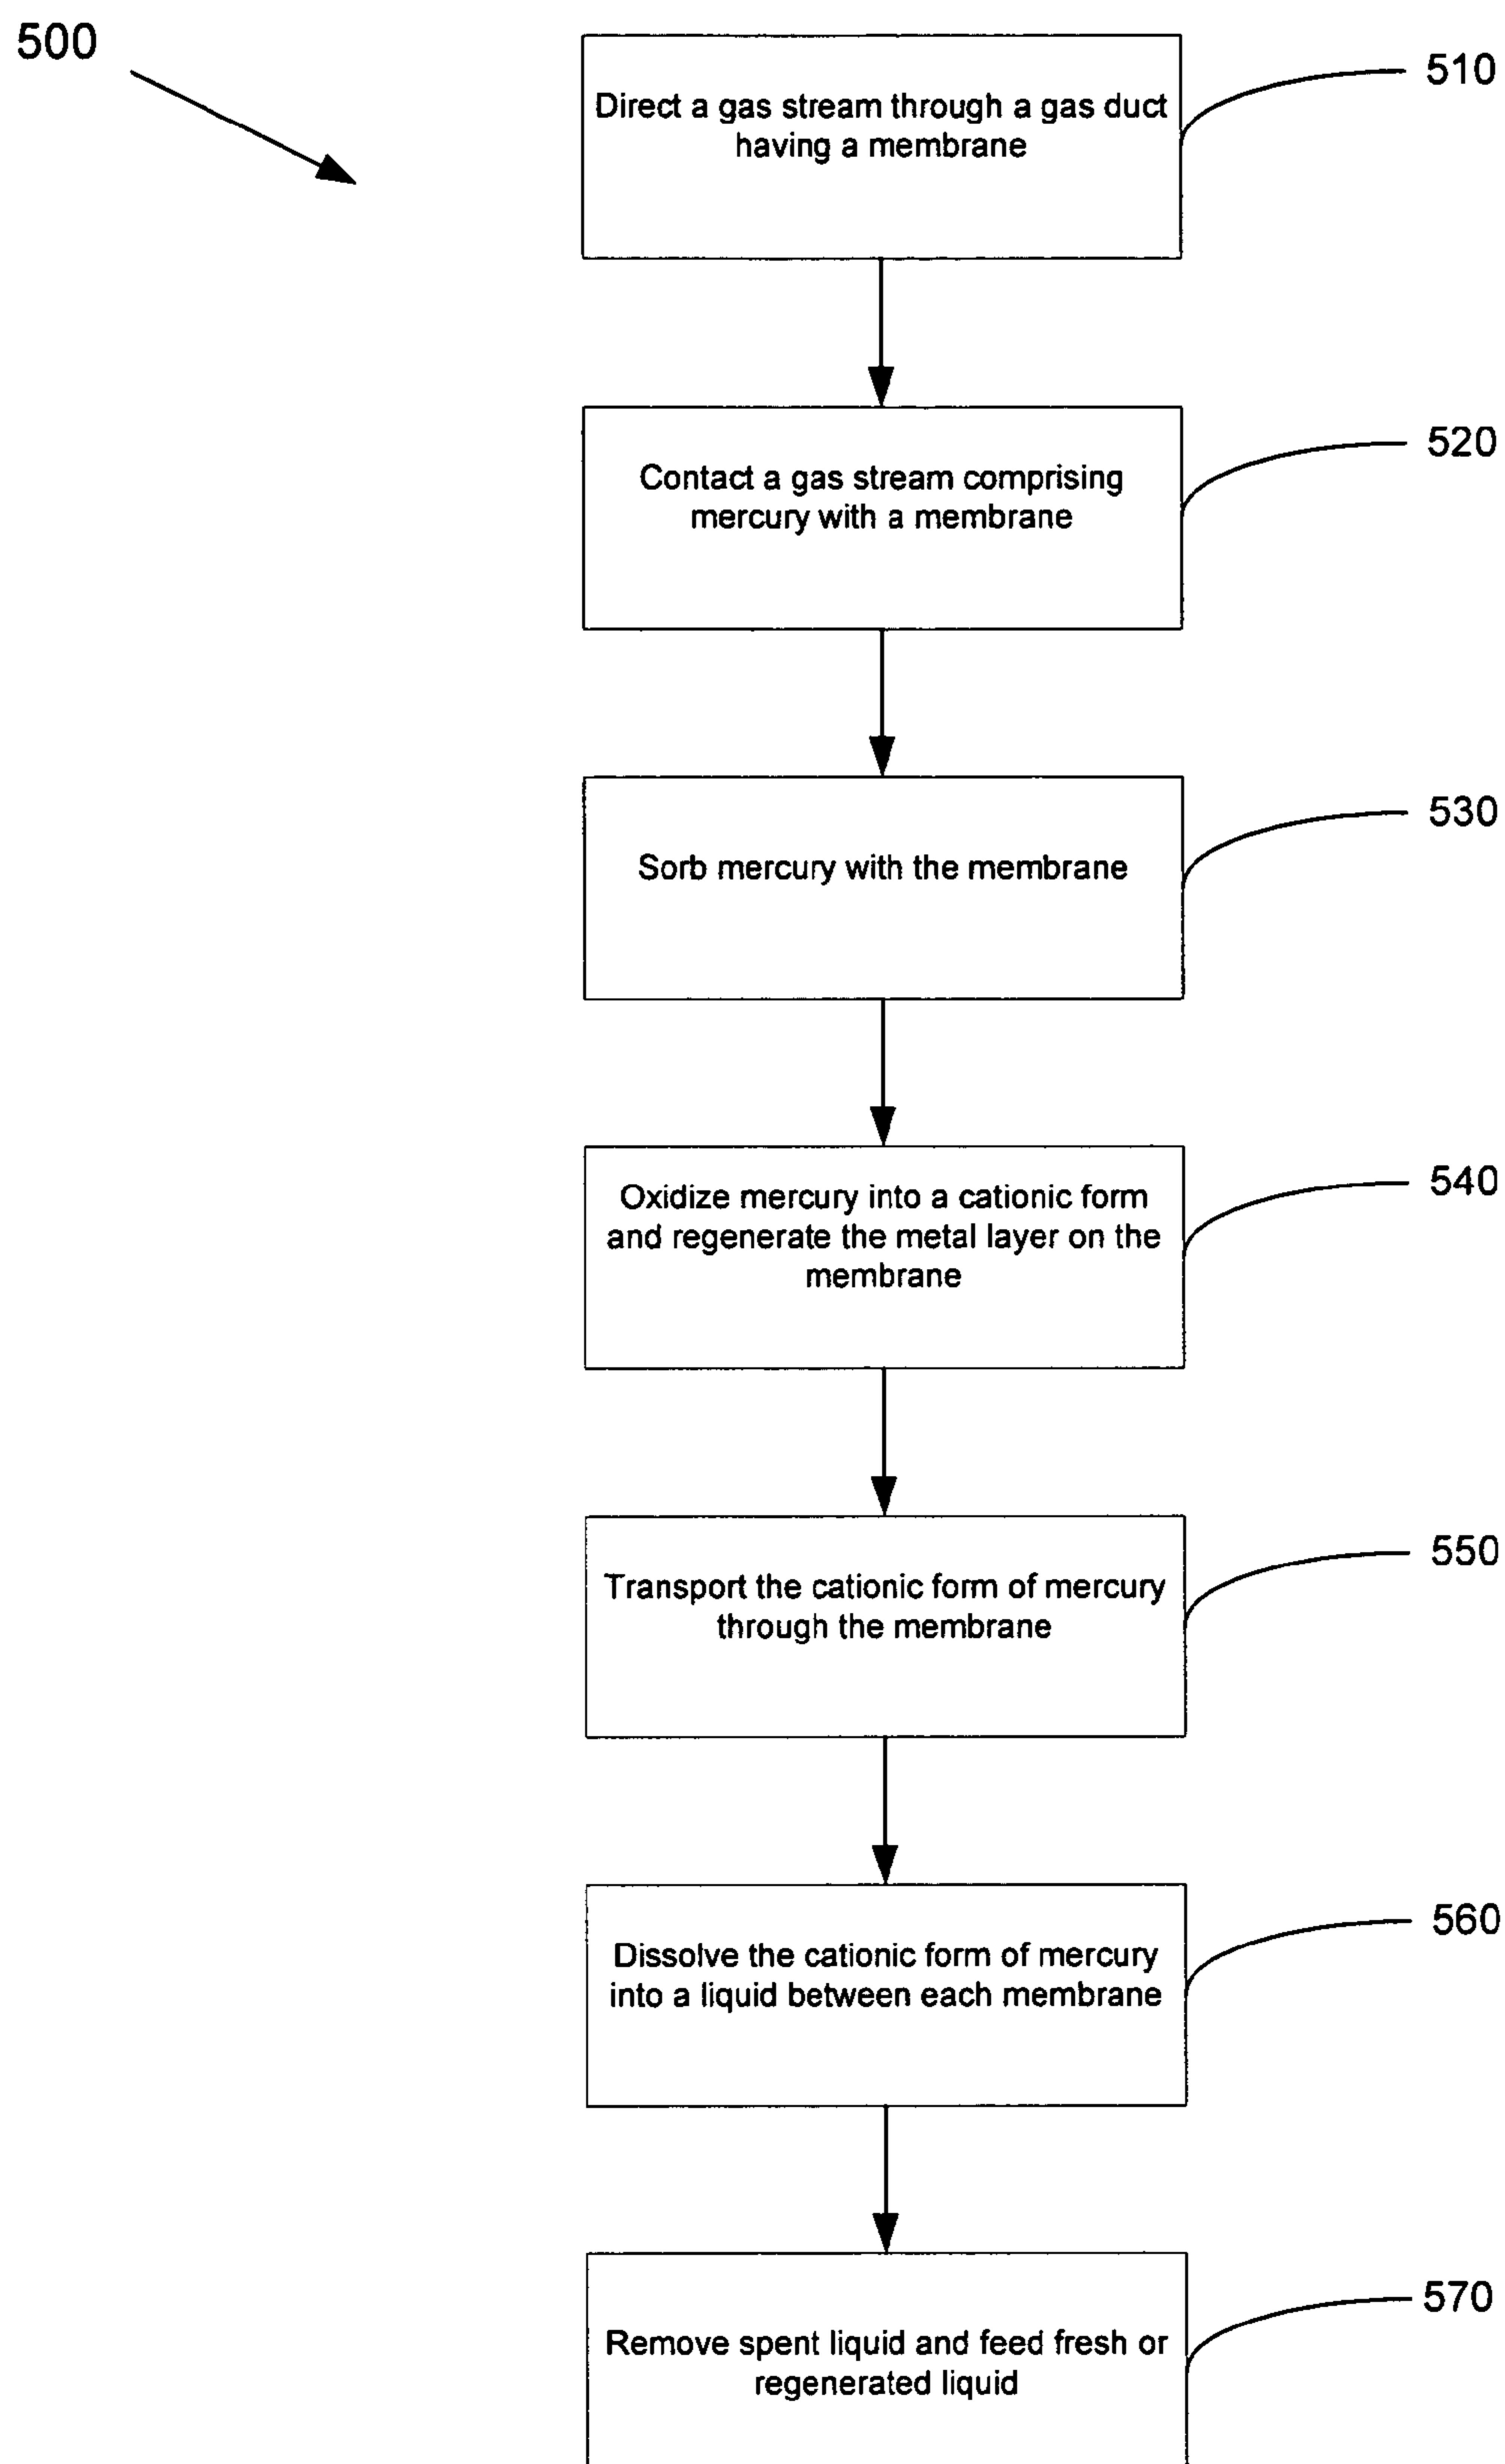 500
510
Direct a gas stream through a gas duct
having a membrane
520
Contact a gas stream comprising
mercury with a membrane
530
Sorb mercury with the membrane
540
Oxidize mercury into a cationic form
and regenerate the metal layer on the
membrane
550
Transport the cationic form of mercury
through the membrane
560
Dissolve the cationic form of mercury
into a liquid between each membrane
570
Remove spent liquid and feed fresh or
regenerated liquid